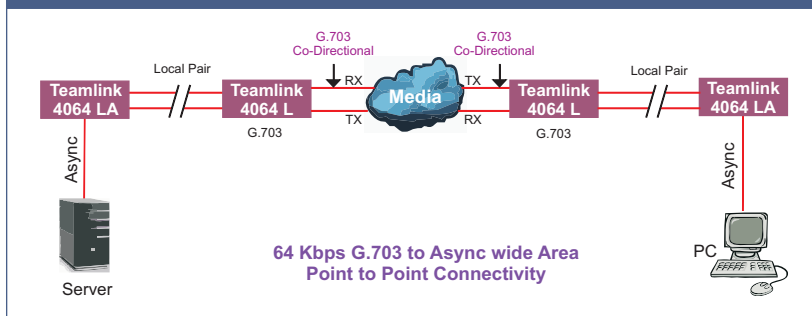 G.703
Co-Directional
G.703
Co-Directional
Local Pair
RX
TX
Local Pair
Teamlink
4064 LA
Teamlink
4064 L
Media
Teamlink
4064 L
Teamlink
4064 LA
TX
RX
G.703
G.703
Async
Async
64 Kbps G.703 to Async wide Area
Point to Point Connectivity
PC
Server